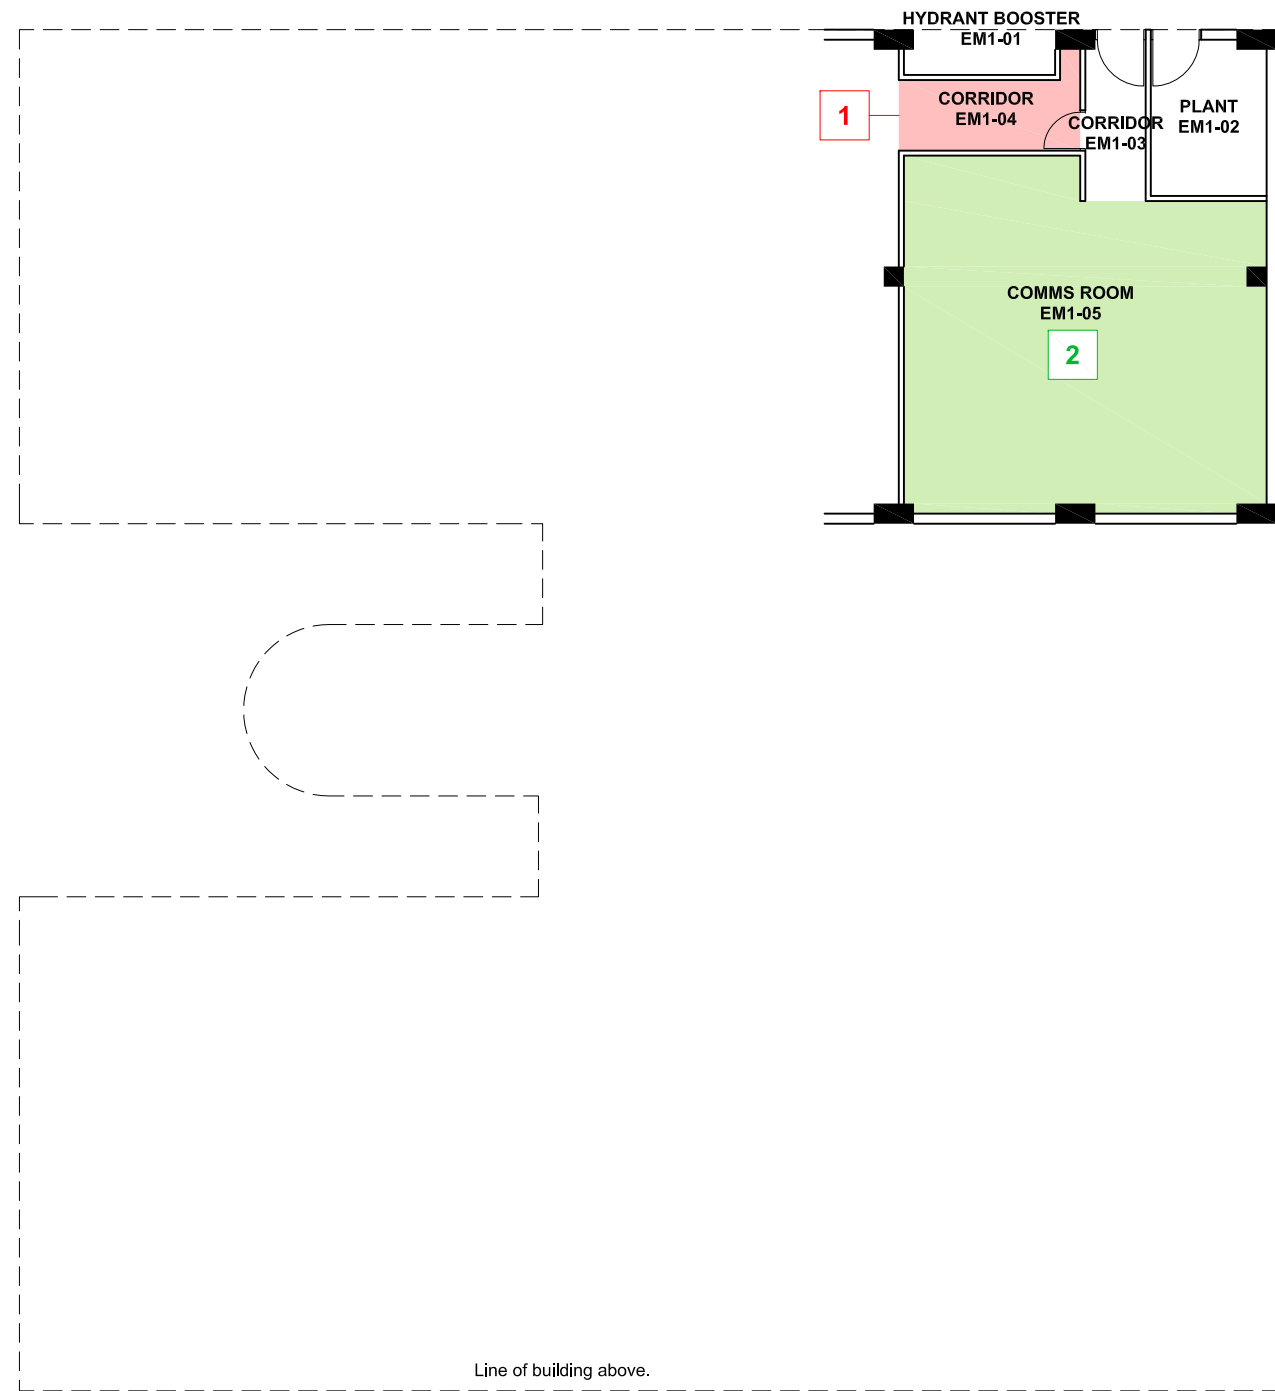 HYDRANT BOOSTER
EM1-01
CORRIDOR
EM1-04
1
CORRIDOR
EM1-03
PLANT
EM1-02
COMMS ROOM
EM1-05
2
Line of building above.